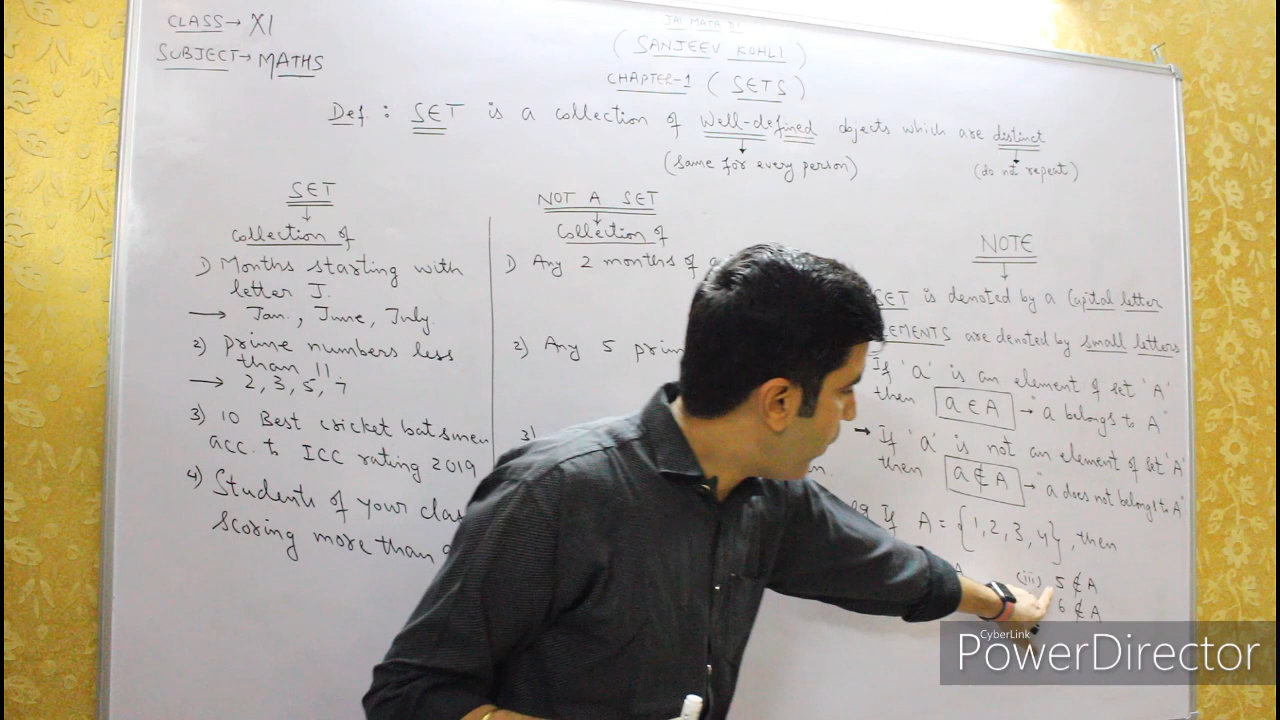 CLASS → XI
SUBJECT → MATHS
JAI MATA DI
(SANJEEV KOHLI)
CHAPTER-1 (SETS)
Def : SET is a collection of Well-defined objects which are distinct
(same for every person)
(do not repeat)
SET
collection of
1) Months starting with
letter J.
→ Jan., June, July.
2) prime numbers less
than 11.
→ 2, 3, 5, 7
3) 10 Best cricket batsmen
acc. to ICC rating 2019
4) Students of your
scoring more than
NOT A SET
Collection of
1) Any 2 months of
2) Any 5
3)
NOTE
SET is denoted by a Capital letter
are denoted by small letters
If 'a' is an element of set 'A'
then a ∈ A → "a belongs to A"
→ If 'a' is not an element of set 'A'
then a ∉ A → "a does not belongs to A"
eg If A = {1, 2, 3, 4}, then
A
(iii) 5 ∉ A
6 ∉ A
CyberLink
PowerDirector